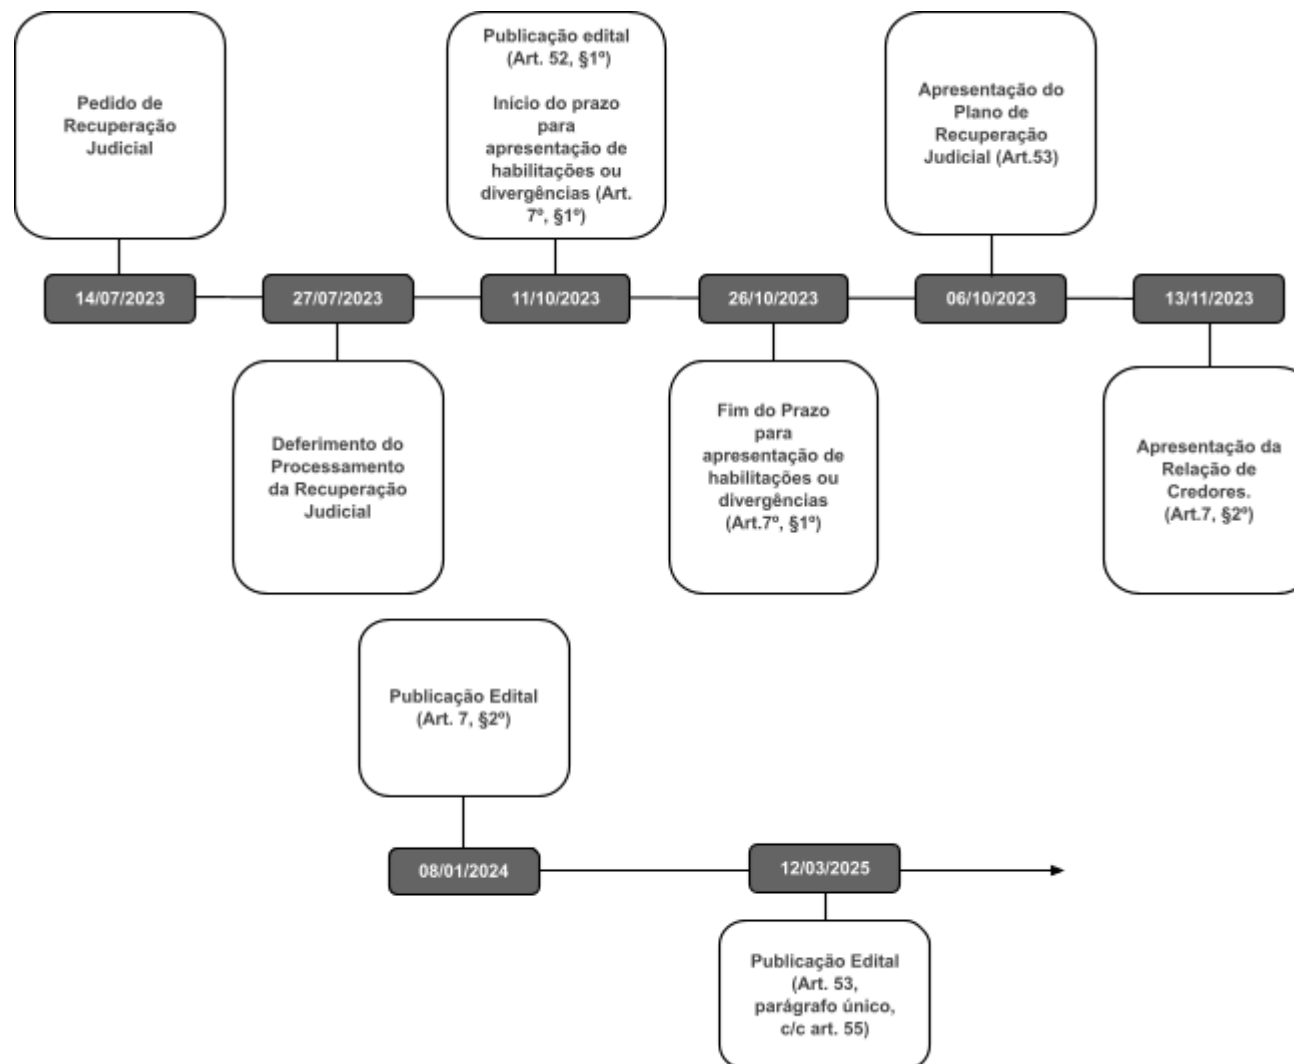 Pedido de
Recuperação
Judicial
Publicação edital
(Art. 52, §1º)
Início do prazo
para
apresentação de
habilitações ou
divergências (Art.
7º, §1º)
Apresentação do
Plano de
Recuperação
Judicial (Art.53)
14/07/2023
27/07/2023
11/10/2023
26/10/2023
06/10/2023
13/11/2023
Deferimento do
Processamento
da Recuperação
Judicial
Fim do Prazo
para
apresentação de
habilitações ou
divergências
(Art.7º, §1º)
Apresentação da
Relação de
Credores.
(Art.7, §2º)
Publicação Edital
(Art. 7, §2º)
08/01/2024
12/03/2025
Publicação Edital
(Art. 53,
parágrafo único,
c/c art. 55)